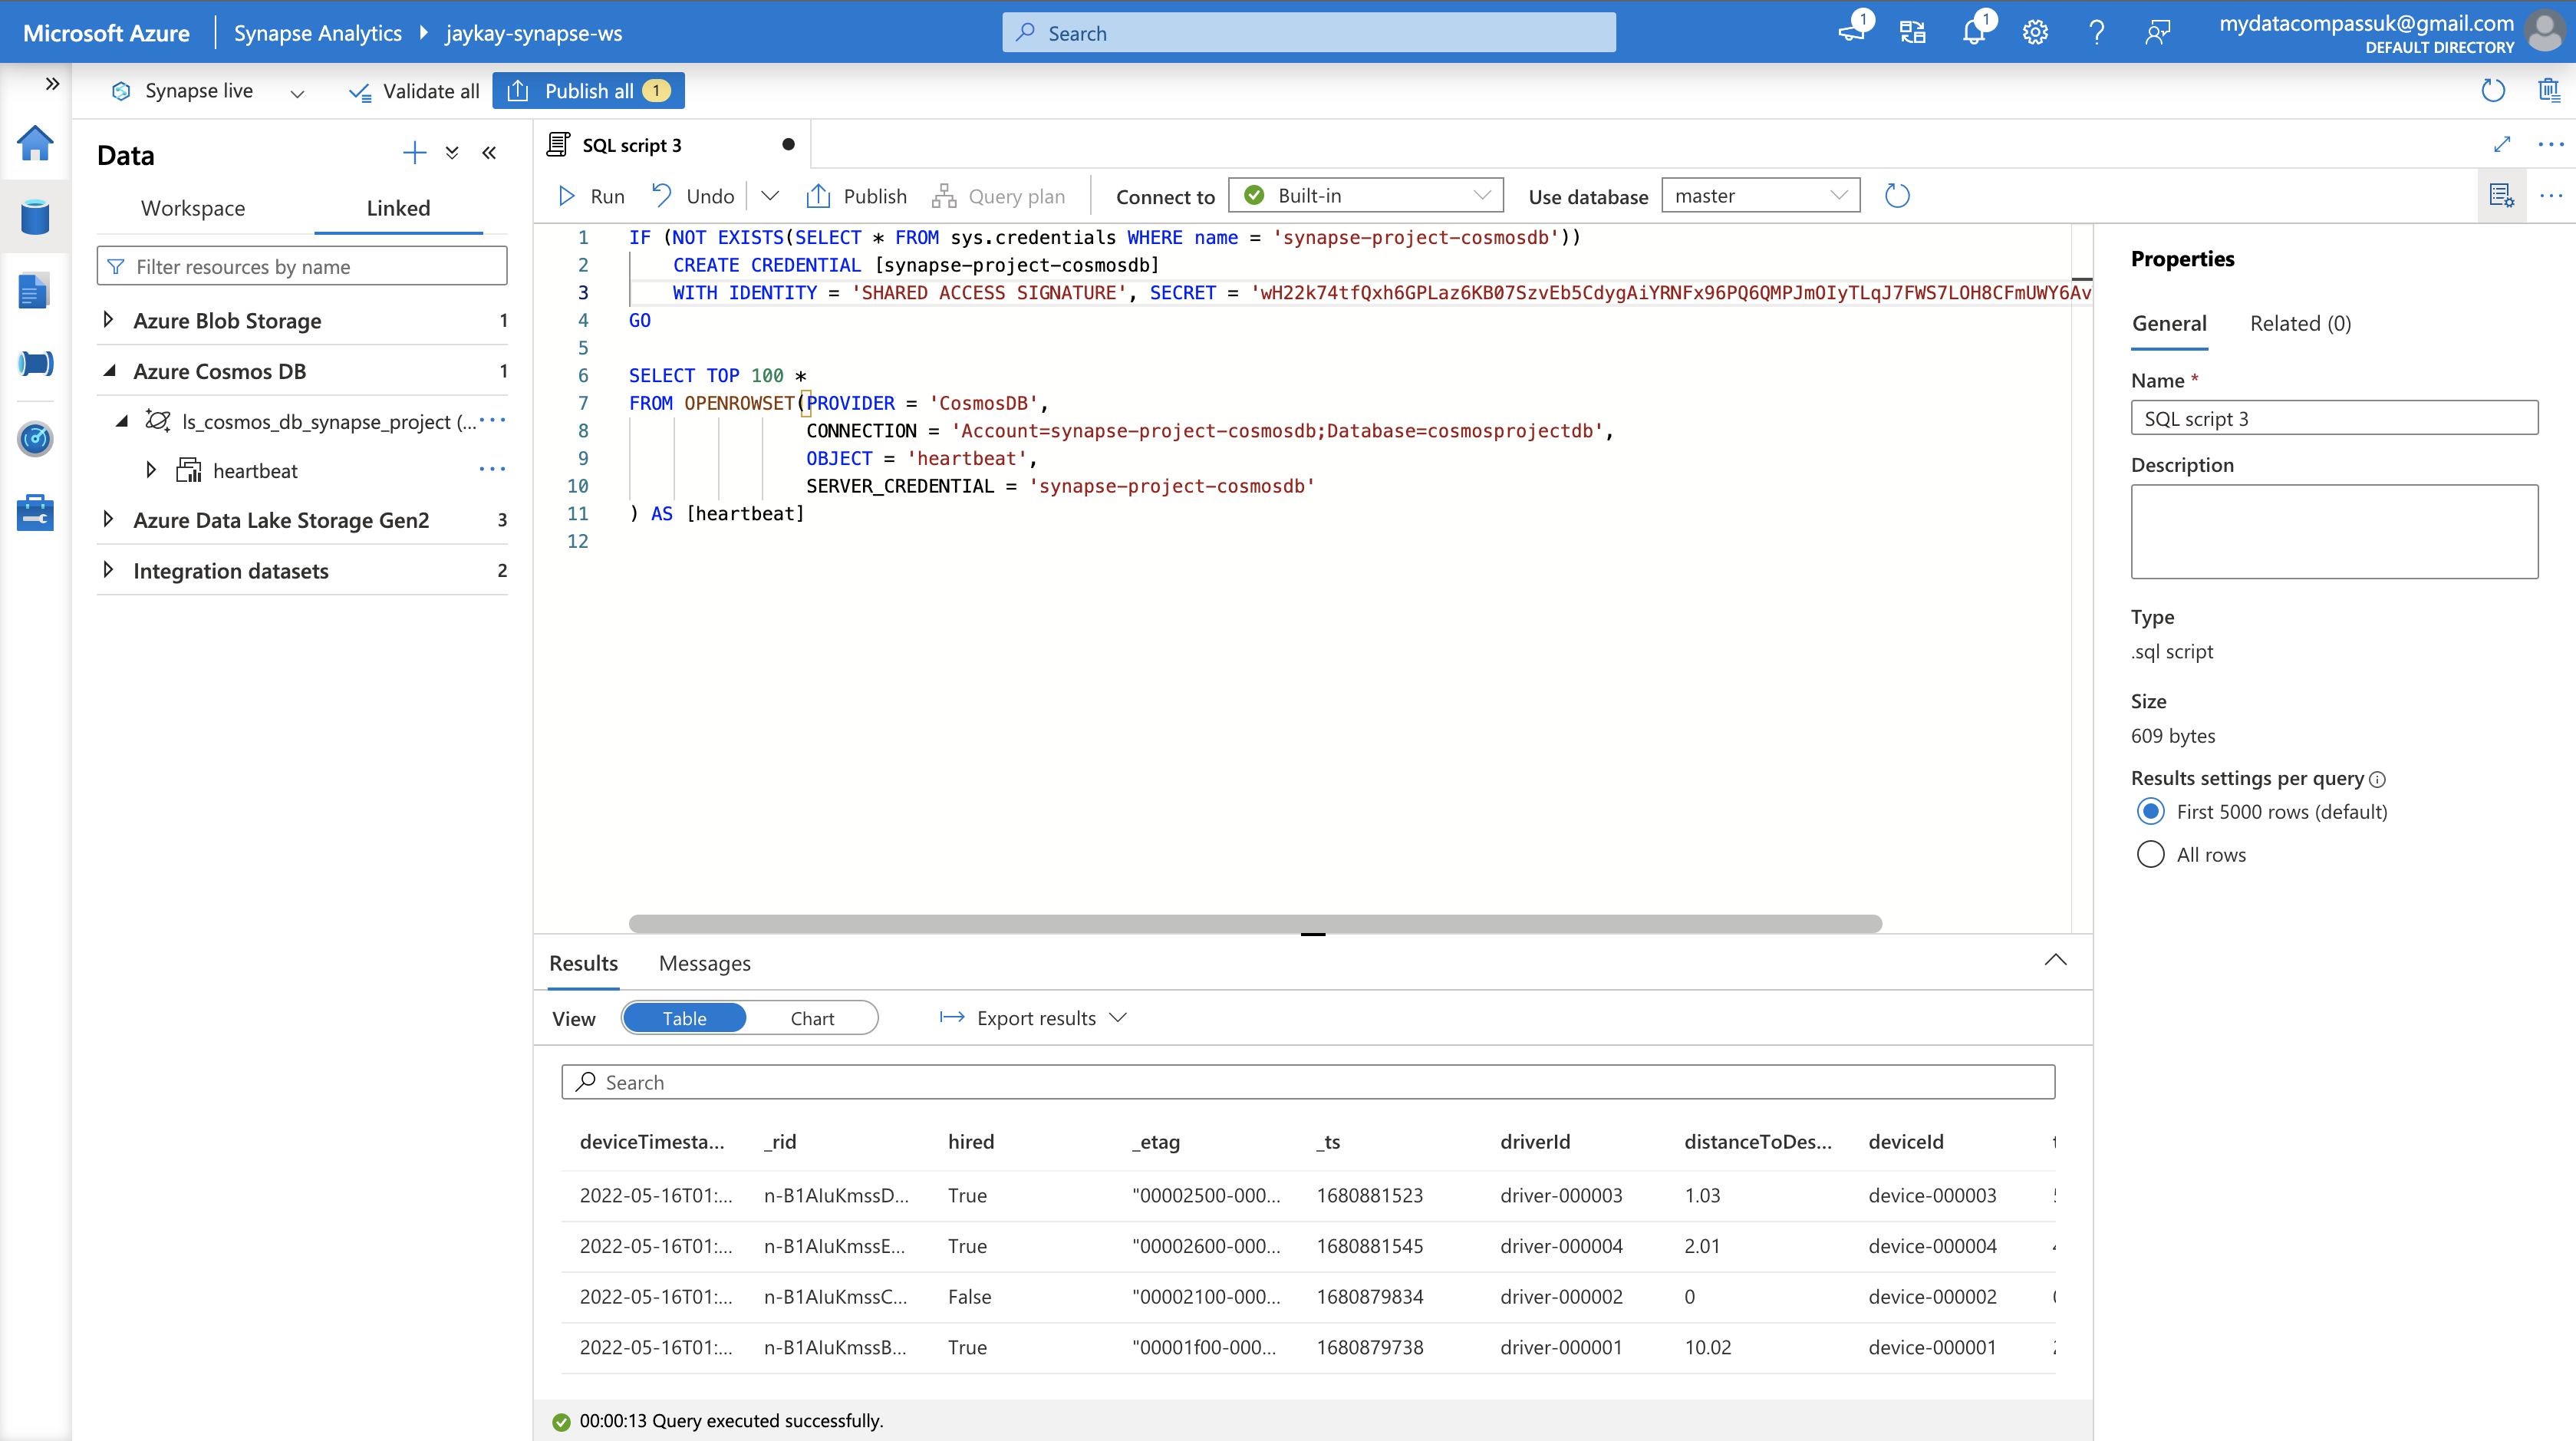 Microsoft Azure
Synapse Analytics
jaykay-synapse-ws
Search
1
1
mydatacompassuk@gmail.com
DEFAULT DIRECTORY
Synapse live
Validate all
Publish all 1
Data
Workspace
Linked
Filter resources by name
Azure Blob Storage 1
Azure Cosmos DB 1
ls_cosmos_db_synapse_project (...
heartbeat
Azure Data Lake Storage Gen2 3
Integration datasets 2
SQL script 3
Run
Undo
Publish
Query plan
Connect to
Built-in
Use database
master
1 IF (NOT EXISTS(SELECT * FROM sys.credentials WHERE name = 'synapse-project-cosmosdb'))
2 CREATE CREDENTIAL [synapse-project-cosmosdb]
3 WITH IDENTITY = 'SHARED ACCESS SIGNATURE', SECRET = 'wH22k74tfQxh6GPLaz6KB07SzvEb5CdygAiYRNFx96PQ6QMPJmOIyTLqJ7FWS7LOH8CFmUWY6Av
4 GO
5
6 SELECT TOP 100 *
7 FROM OPENROWSET(PROVIDER = 'CosmosDB',
8 CONNECTION = 'Account=synapse-project-cosmosdb;Database=cosmosprojectdb',
9 OBJECT = 'heartbeat',
10 SERVER_CREDENTIAL = 'synapse-project-cosmosdb'
11 ) AS [heartbeat]
12
Properties
General
Related (0)
Name *
SQL script 3
Description
Type
.sql script
Size
609 bytes
Results settings per query
First 5000 rows (default)
All rows
Results
Messages
View
Table
Chart
Export results
Search
deviceTimesta... _rid hired _etag _ts driverId distanceToDes... deviceId
2022-05-16T01:... n-B1AIuKmssD... True "00002500-000... 1680881523 driver-000003 1.03 device-000003
2022-05-16T01:... n-B1AIuKmssE... True "00002600-000... 1680881545 driver-000004 2.01 device-000004
2022-05-16T01:... n-B1AIuKmssC... False "00002100-000... 1680879834 driver-000002 0 device-000002
2022-05-16T01:... n-B1AIuKmssB... True "00001f00-000... 1680879738 driver-000001 10.02 device-000001
00:00:13 Query executed successfully.